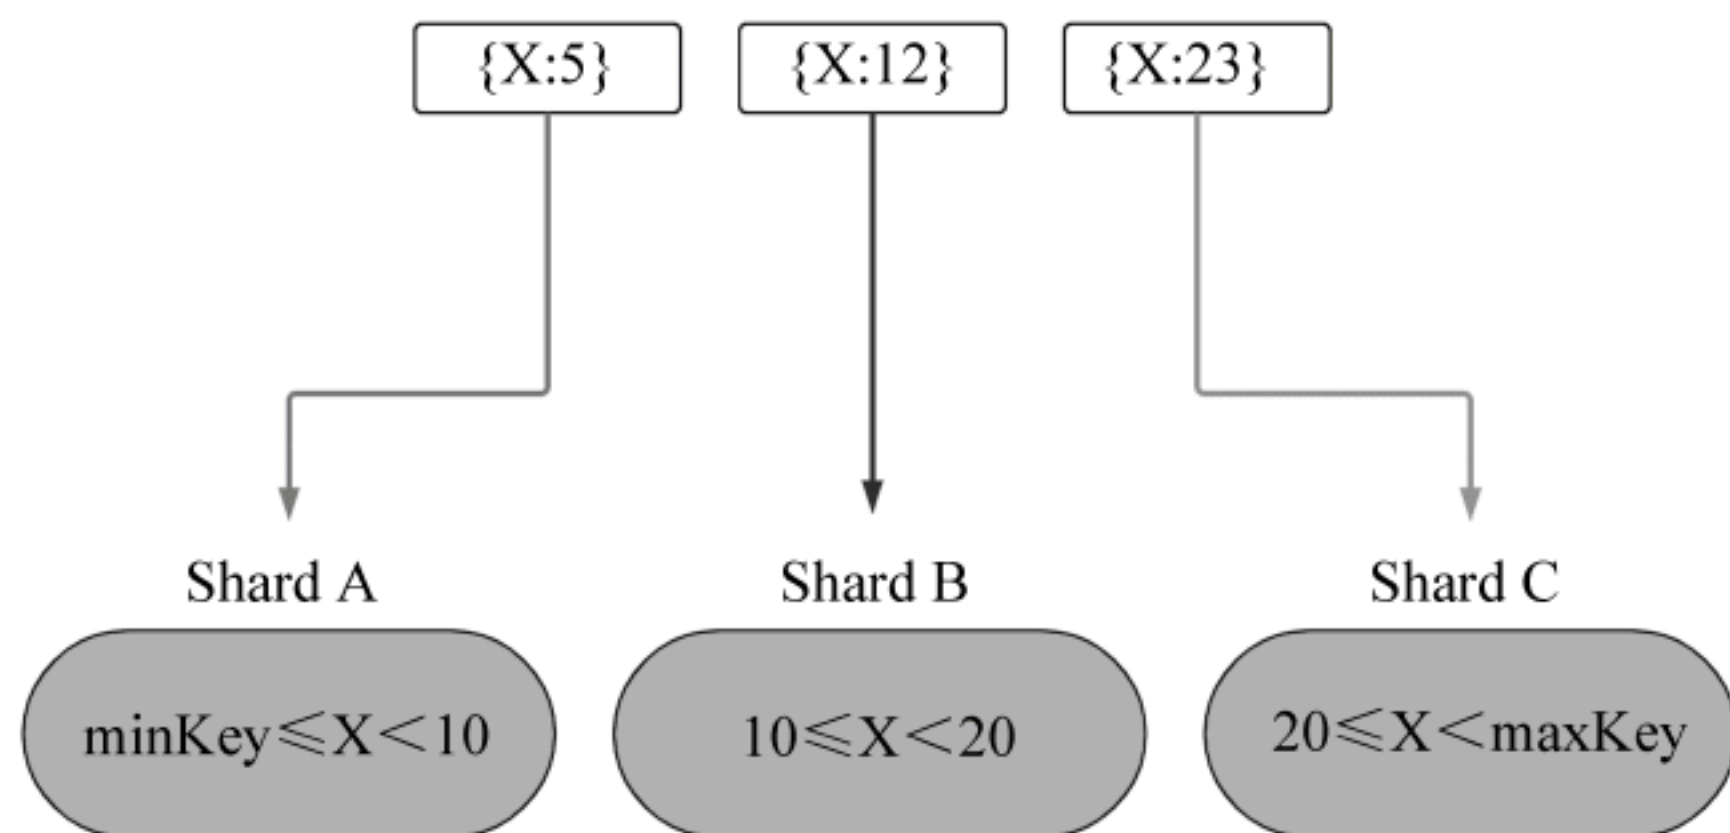 {X:5}
{X:12}
{X:23}
Shard A
Shard B
Shard C
minKey⩽X<10
10⩽X<20
20⩽X<maxKey